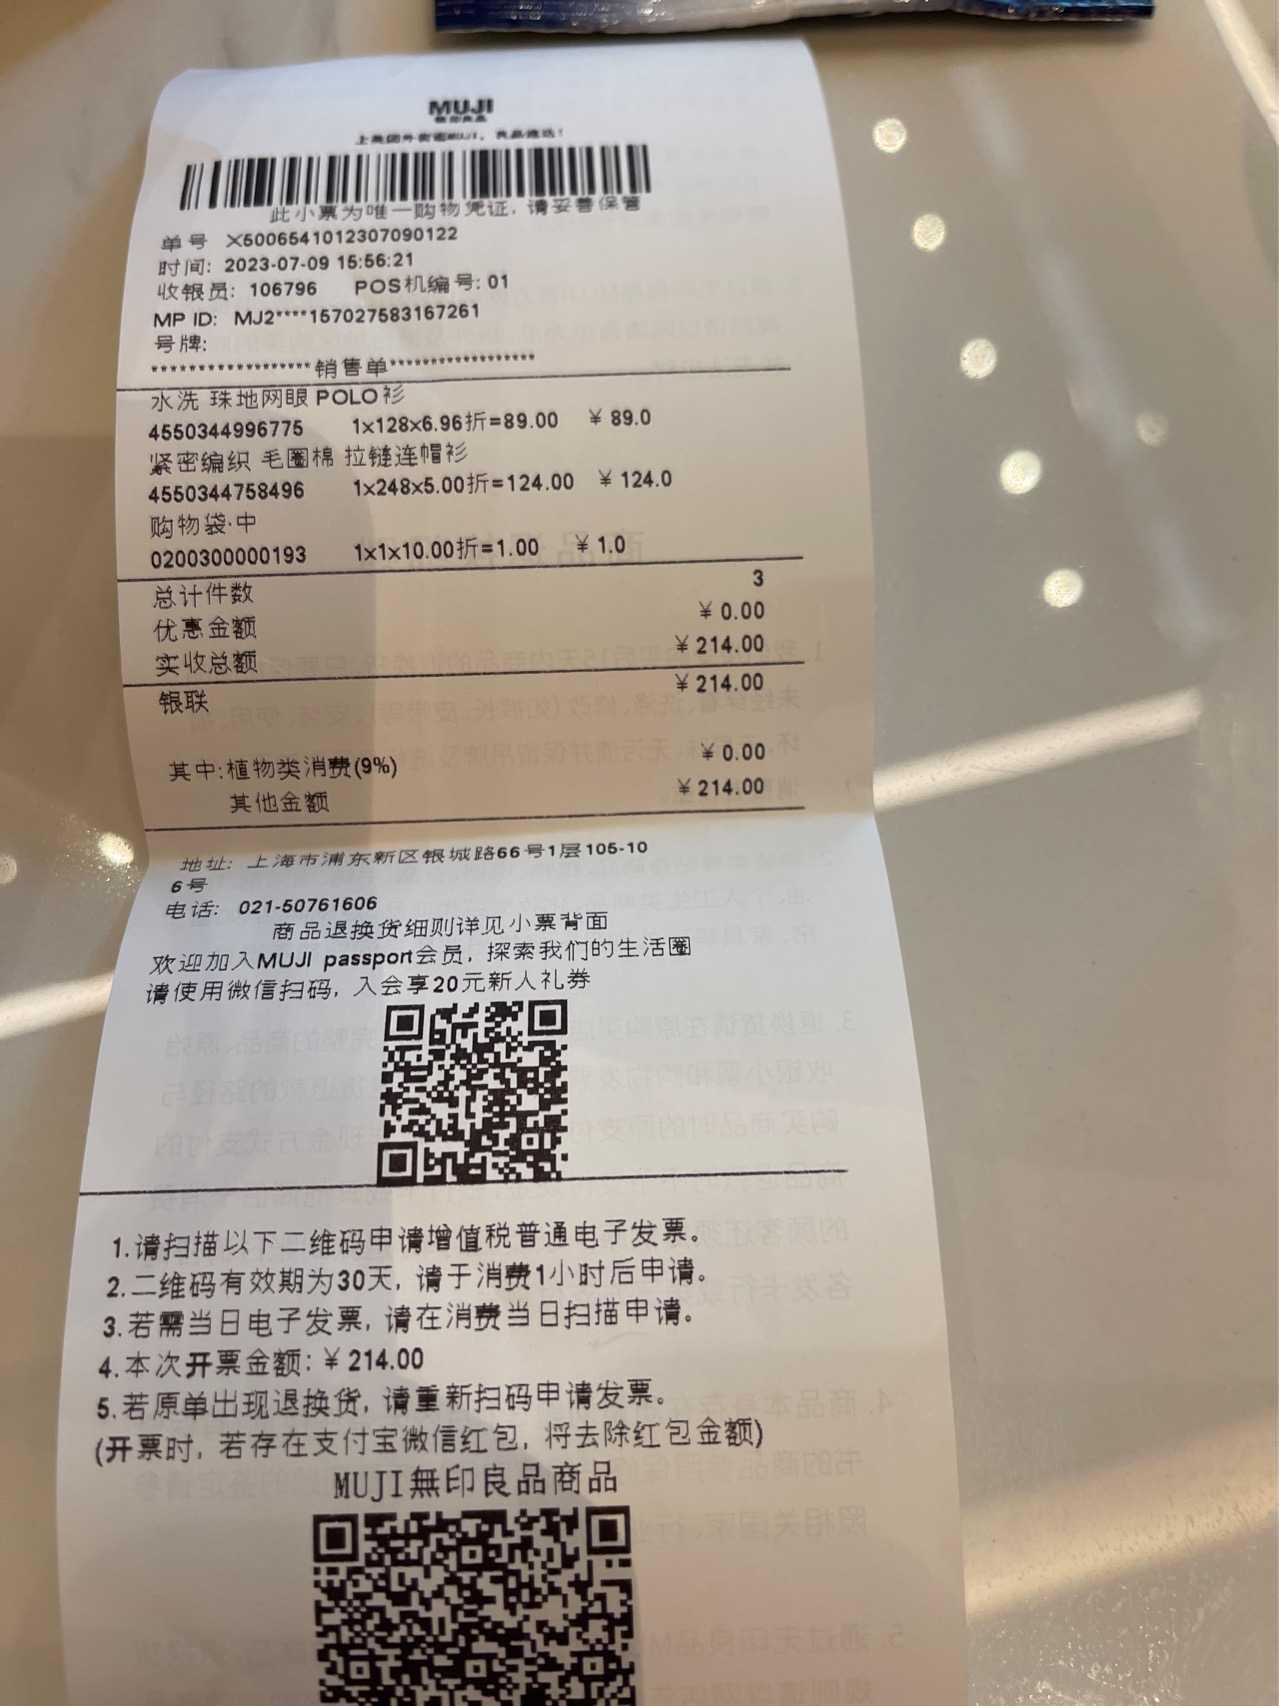 MUJI
无印良品
此小票为唯一购物凭证，请妥善保管
单号 X5006541012307090122
时间: 2023-07-09 15:56:21
收银员: 106796 POS机编号: 01
MP ID: MJ2****157027583167261
号牌:
******************销售单******************
水洗 珠地网眼 POLO衫
4550344996775 1x128x6.96折=89.00 ¥ 89.0
紧密编织 毛圈棉 拉链连帽衫
4550344758496 1x248x5.00折=124.00 ¥ 124.0
购物袋·中
0200300000193 1x1x10.00折=1.00 ¥ 1.0
总计件数 3
优惠金额 ¥ 0.00
实收总额 ¥ 214.00
银联 ¥ 214.00
其中:植物类消费(9%) ¥ 0.00
其他金额 ¥ 214.00
地址: 上海市浦东新区银城路66号1层105-10
6号
电话: 021-50761606
商品退换货细则详见小票背面
欢迎加入MUJI passport会员, 探索我们的生活圈
请使用微信扫码, 入会享20元新人礼券
1.请扫描以下二维码申请增值税普通电子发票。
2.二维码有效期为30天, 请于消费1小时后申请。
3.若需当日电子发票, 请在消费当日扫描申请。
4.本次开票金额: ¥ 214.00
5.若原单出现退换货, 请重新扫码申请发票。
(开票时, 若存在支付宝微信红包, 将去除红包金额)
MUJI無印良品商品